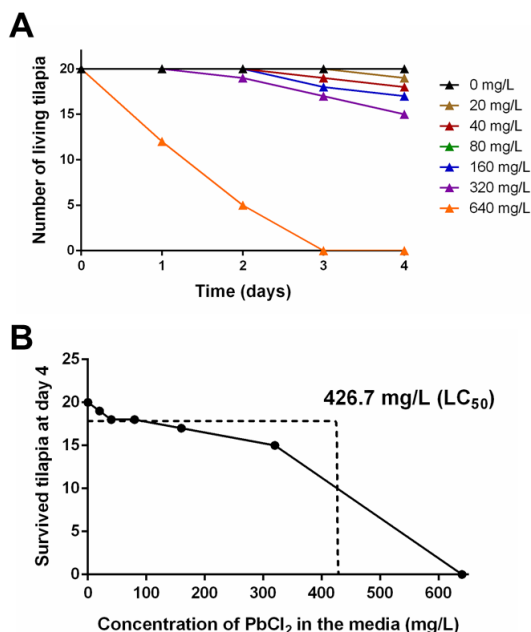 A
Number of living tilapia
20
15
10
5
0
0 1 2 3 4
Time (days)
0 mg/L
20 mg/L
40 mg/L
80 mg/L
160 mg/L
320 mg/L
640 mg/L
B
Survived tilapia at day 4
25
20
15
10
5
0
426.7 mg/L (LC₅₀)
0 100 200 300 400 500 600
Concentration of PbCl₂ in the media (mg/L)